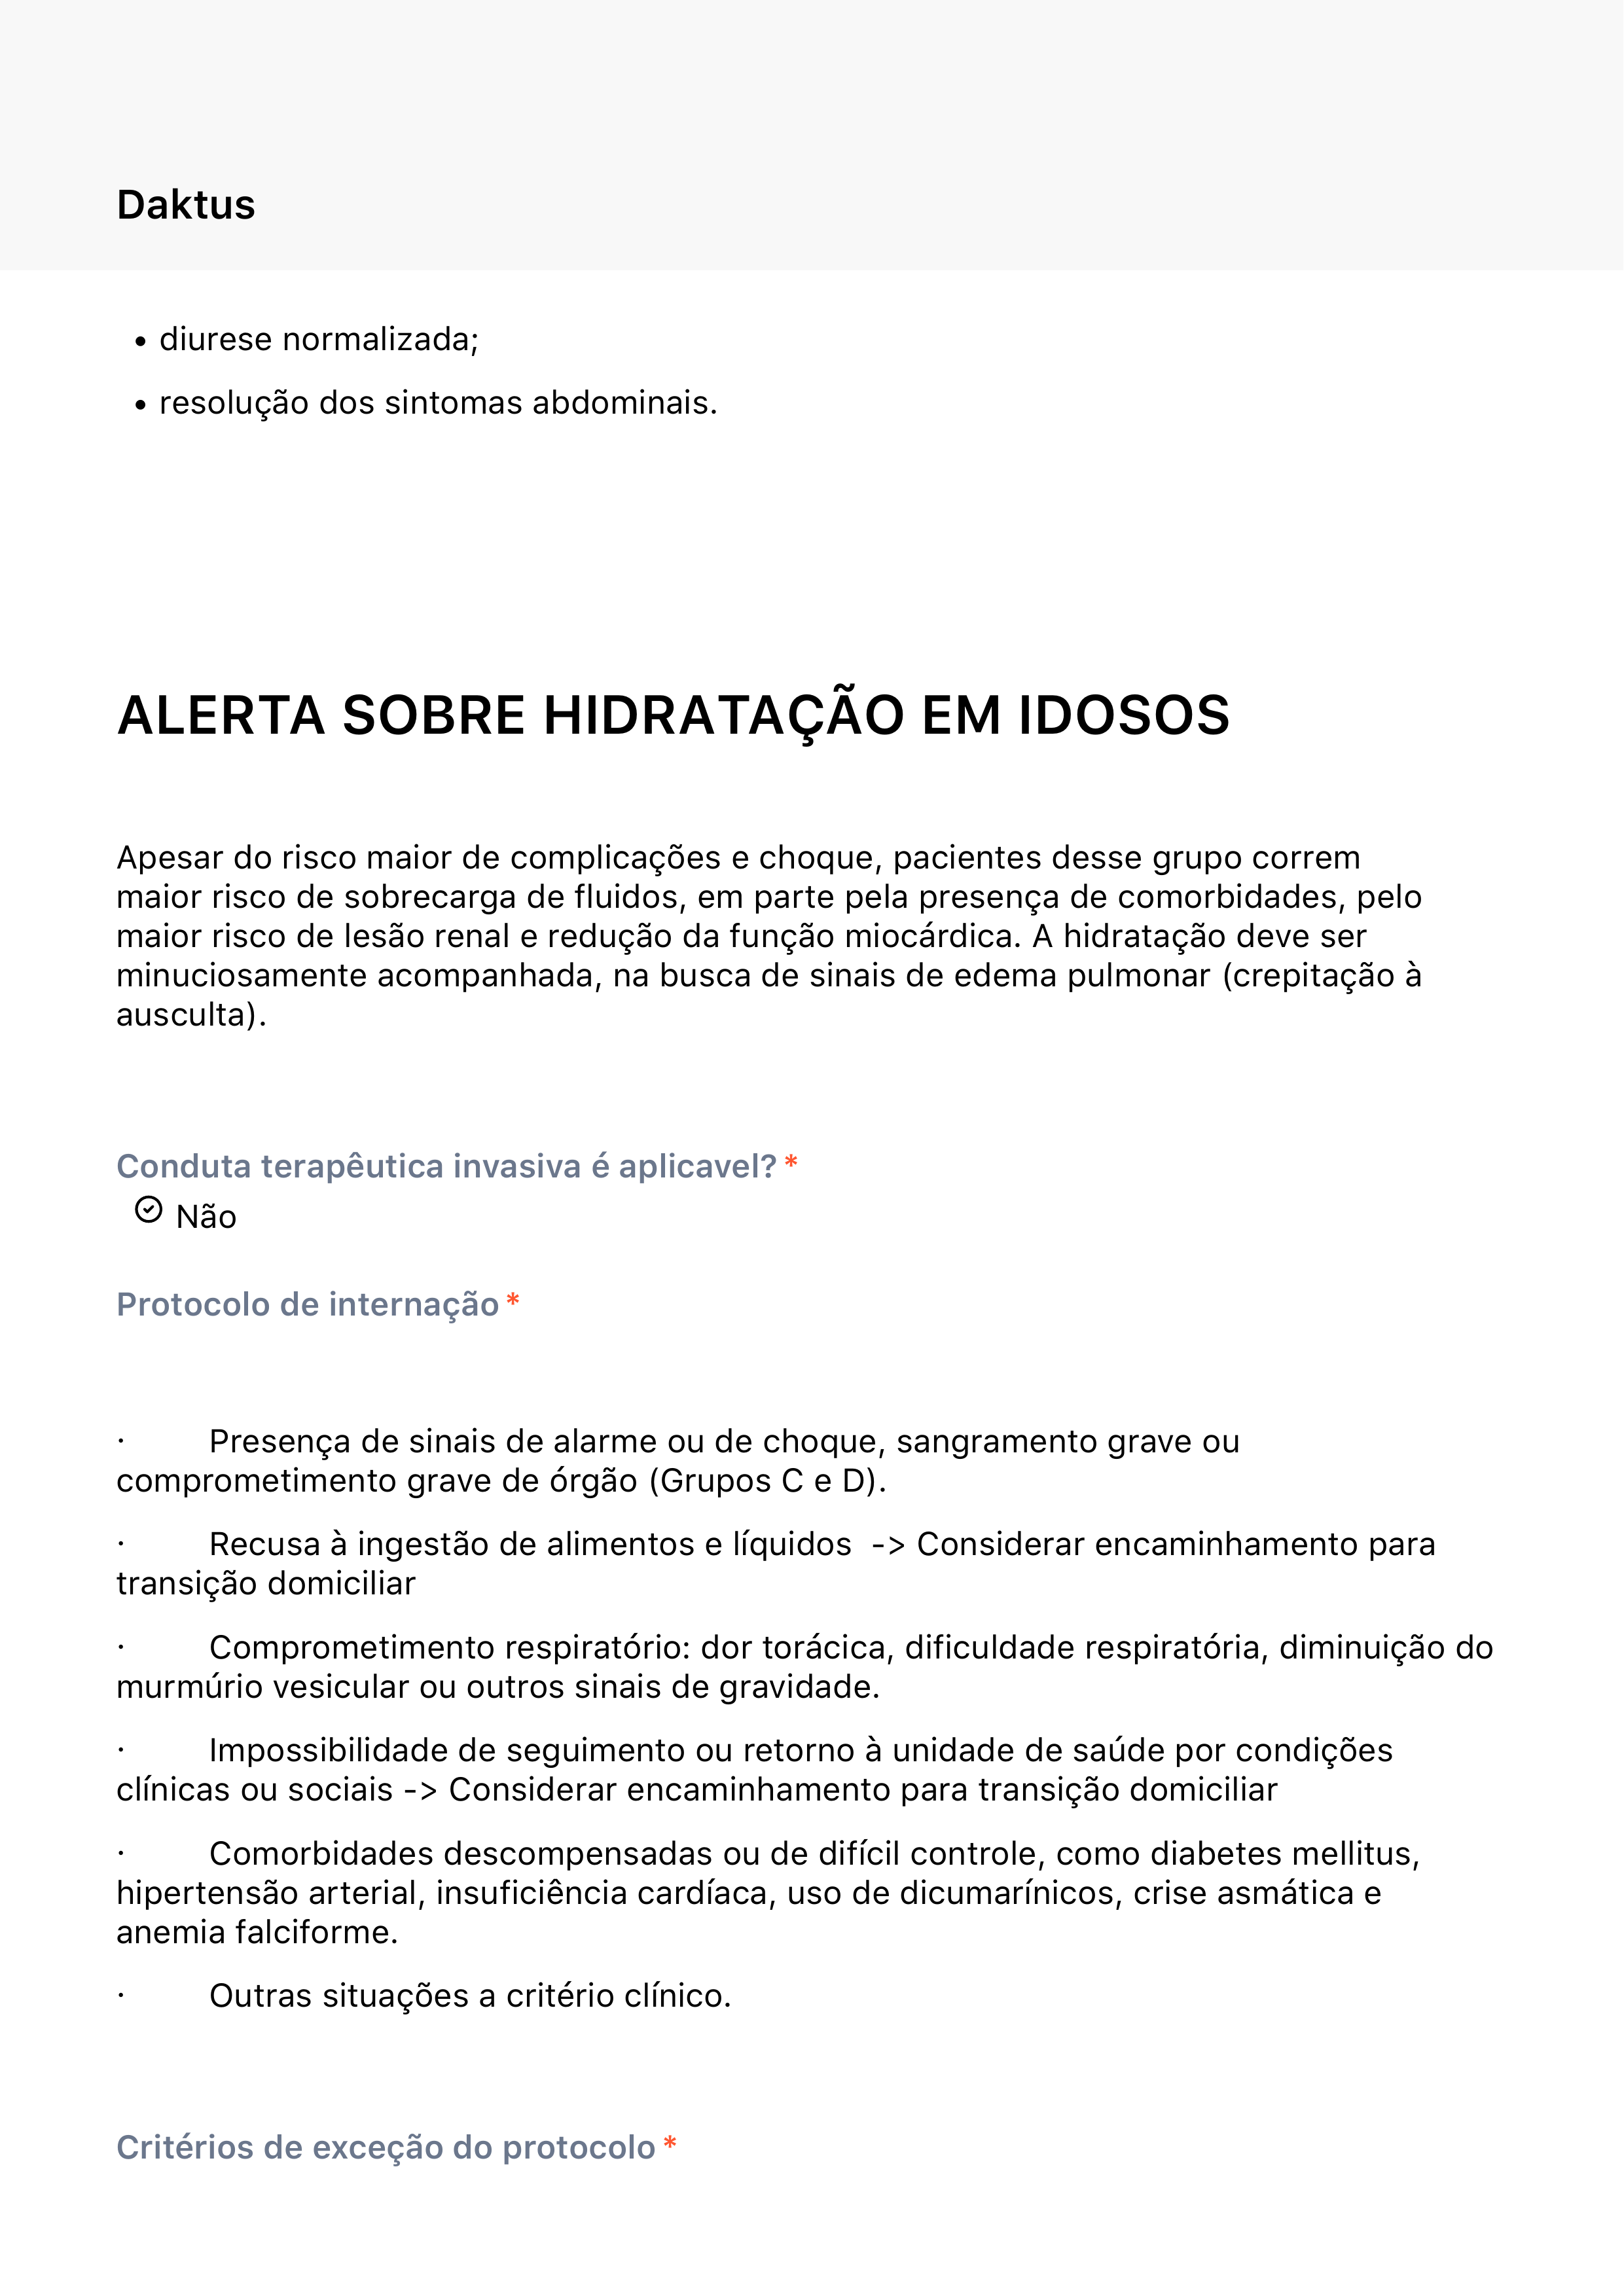 Daktus
• diurese normalizada;
• resolução dos sintomas abdominais.
ALERTA SOBRE HIDRATAÇÃO EM IDOSOS
Apesar do risco maior de complicações e choque, pacientes desse grupo correm
maior risco de sobrecarga de fluidos, em parte pela presença de comorbidades, pelo
maior risco de lesão renal e redução da função miocárdica. A hidratação deve ser
minuciosamente acompanhada, na busca de sinais de edema pulmonar (crepitação à
ausculta).
Conduta terapêutica invasiva é aplicavel? *
Não
Protocolo de internação *
· Presença de sinais de alarme ou de choque, sangramento grave ou
comprometimento grave de órgão (Grupos C e D).
· Recusa à ingestão de alimentos e líquidos -> Considerar encaminhamento para
transição domiciliar
· Comprometimento respiratório: dor torácica, dificuldade respiratória, diminuição do
murmúrio vesicular ou outros sinais de gravidade.
· Impossibilidade de seguimento ou retorno à unidade de saúde por condições
clínicas ou sociais -> Considerar encaminhamento para transição domiciliar
· Comorbidades descompensadas ou de difícil controle, como diabetes mellitus,
hipertensão arterial, insuficiência cardíaca, uso de dicumarínicos, crise asmática e
anemia falciforme.
· Outras situações a critério clínico.
Critérios de exceção do protocolo *